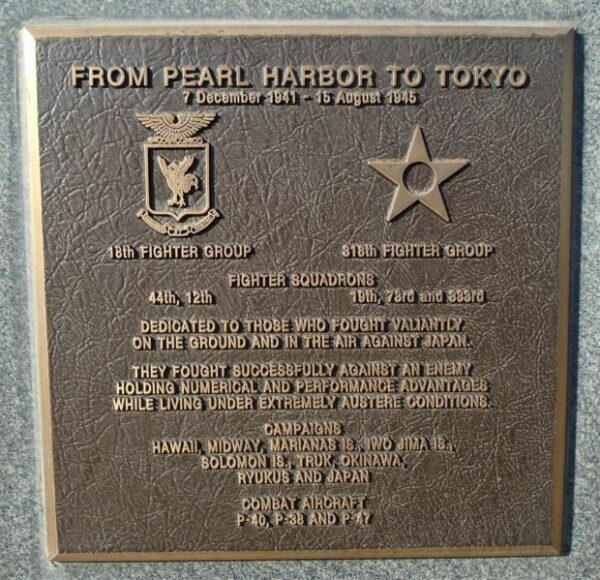 FROM PEARL HARBOR TO TOKYO
7 December 1941 - 15 August 1945
18th FIGHTER GROUP 318th FIGHTER GROUP
FIGHTER SQUADRONS
44th, 12th 19th, 73rd and 333rd
DEDICATED TO THOSE WHO FOUGHT VALIANTLY
ON THE GROUND AND IN THE AIR AGAINST JAPAN.
THEY FOUGHT SUCCESSFULLY AGAINST AN ENEMY
HOLDING NUMERICAL AND PERFORMANCE ADVANTAGES
WHILE LIVING UNDER EXTREMELY AUSTERE CONDITIONS.
CAMPAIGNS
HAWAII, MIDWAY, MARIANAS IS., IWO JIMA IS.,
SOLOMON IS., TRUK, OKINAWA,
RYUKUS AND JAPAN
COMBAT AIRCRAFT
P-40, P-38 AND P-47